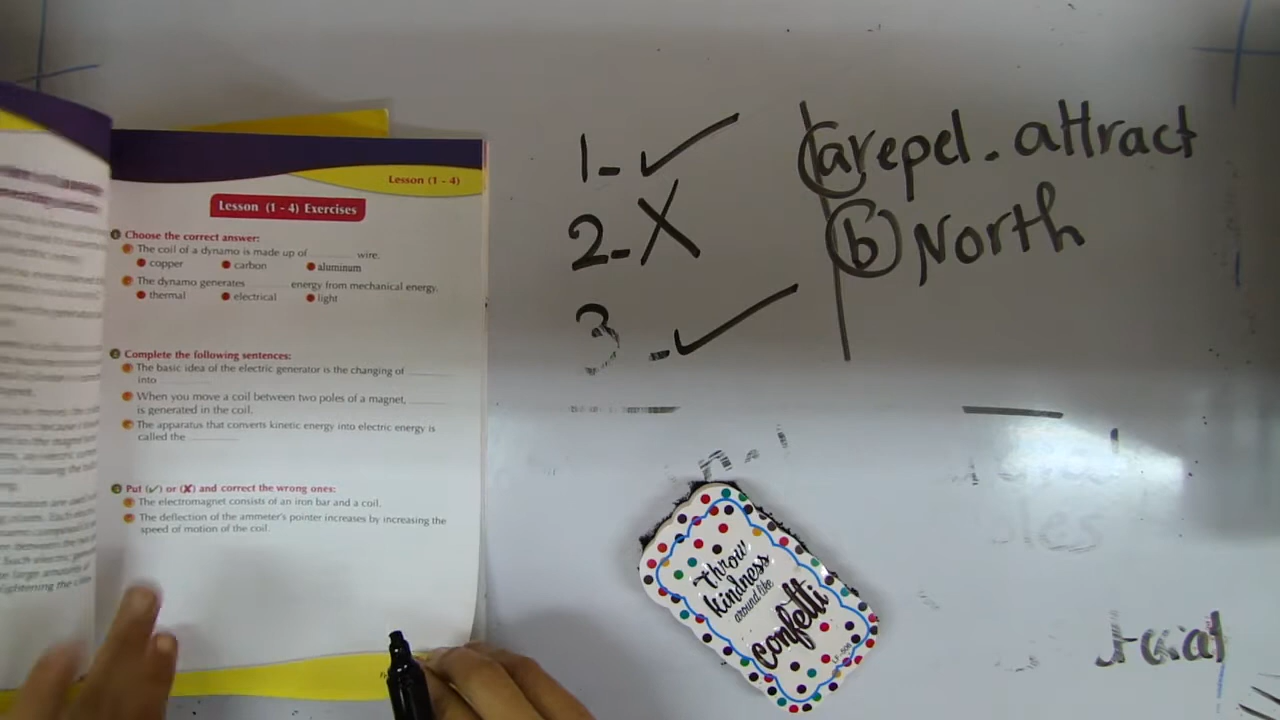 Lesson (1 - 4)
Lesson (1 - 4) Exercises
Choose the correct answer:
The coil of a dynamo is made up of ______ wire.
copper carbon aluminum
The dynamo generates ______ energy from mechanical energy.
thermal electrical light
Complete the following sentences:
The basic idea of the electric generator is the changing of ______
into ______
When you move a coil between two poles of a magnet, ______
is generated in the coil.
The apparatus that converts kinetic energy into electric energy is
called the ______
Put (✓) or (✗) and correct the wrong ones:
The electromagnet consists of an iron bar and a coil.
The deflection of the ammeter's pointer increases by increasing the
speed of motion of the coil.
1- ✓
2- X
3 - ✓
a repel . attract
b North
Throw
kindness
around like
Confetti